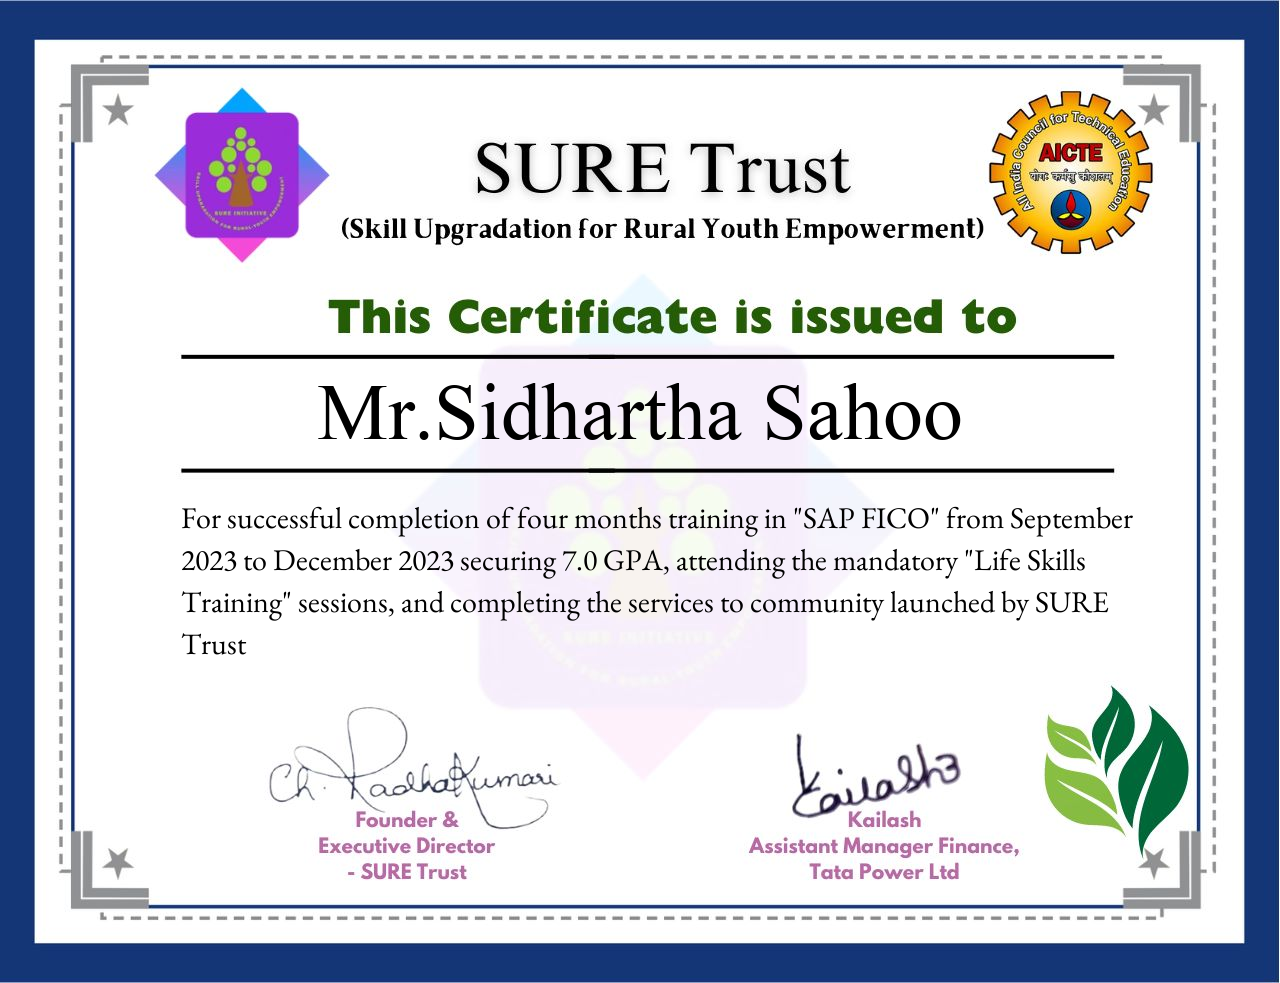 SURE Trust
(Skill Upgradation for Rural Youth Empowerment)
SURE INITIATIVE
SKILL UPGRADATION FOR RURAL YOUTH EMPOWERMENT
All India Council for Technical Education
AICTE
योगः कर्मसु कौशलम्
This Certificate is issued to
Mr.Sidhartha Sahoo
For successful completion of four months training in "SAP FICO" from September
2023 to December 2023 securing 7.0 GPA, attending the mandatory "Life Skills
Training" sessions, and completing the services to community launched by SURE
Trust
SURE INITIATIVE
Ch. RadhaKumari
Founder &
Executive Director
- SURE Trust
Kailash
Kailash
Assistant Manager Finance,
Tata Power Ltd